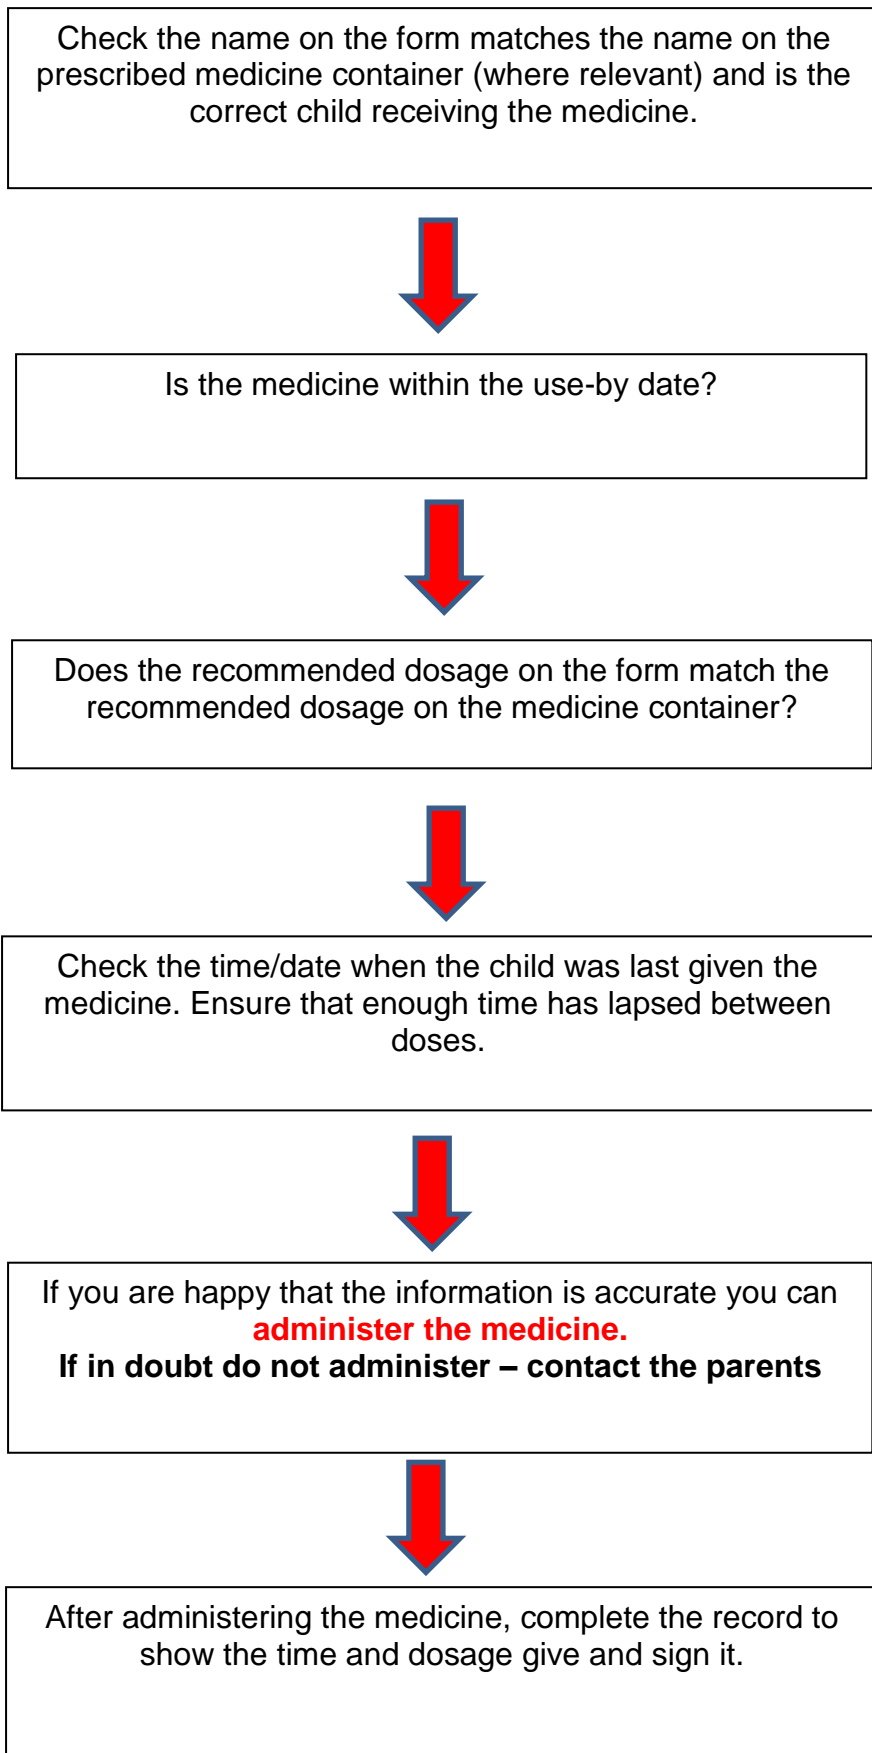 Check the name on the form matches the name on the
prescribed medicine container (where relevant) and is the
correct child receiving the medicine.
Is the medicine within the use-by date?
Does the recommended dosage on the form match the
recommended dosage on the medicine container?
Check the time/date when the child was last given the
medicine. Ensure that enough time has lapsed between
doses.
If you are happy that the information is accurate you can
administer the medicine.
If in doubt do not administer – contact the parents
After administering the medicine, complete the record to
show the time and dosage give and sign it.